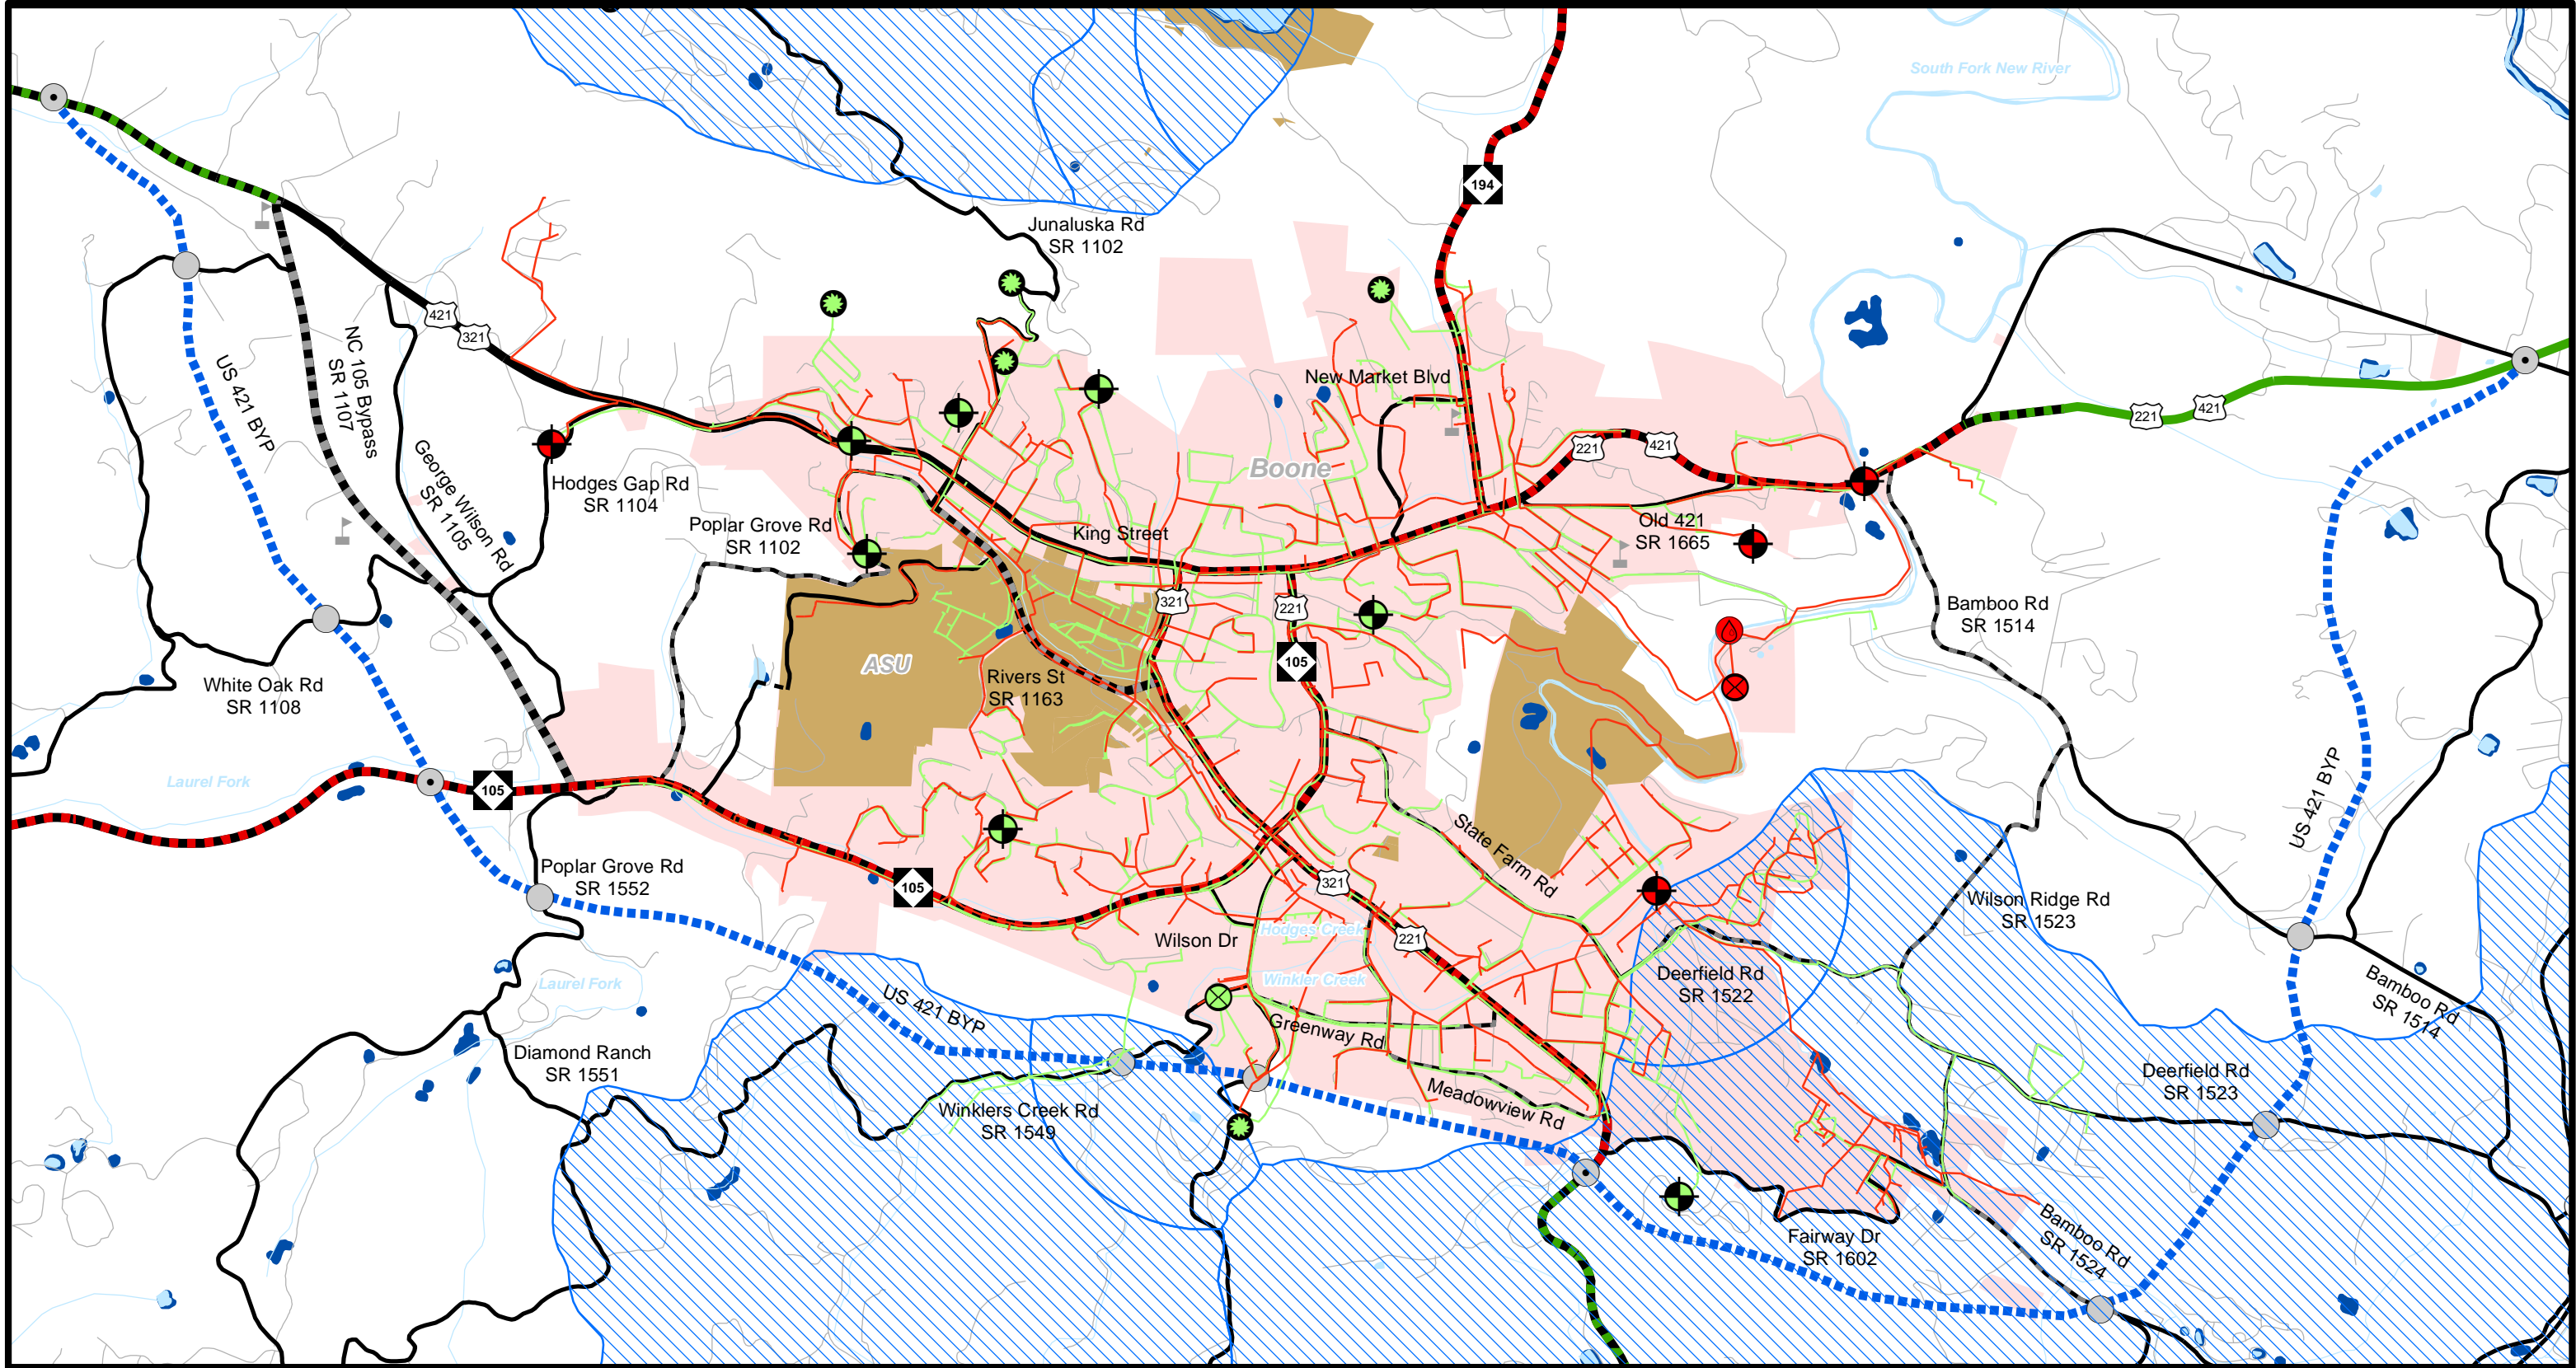 South Fork New River
194
Junaluska Rd
SR 1102
421
321
NC 105 Bypass
SR 1107
US 421 BYP
New Market Blvd
221
421
221
421
George Wilson Rd
SR 1105
Boone
Hodges Gap Rd
SR 1104
Poplar Grove Rd
SR 1102
King Street
Old 421
SR 1665
321
221
Bamboo Rd
SR 1514
ASU
105
White Oak Rd
SR 1108
Rivers St
SR 1163
Laurel Fork
105
US 421 BYP
State Farm Rd
Poplar Grove Rd
SR 1552
105
321
Wilson Ridge Rd
SR 1523
Wilson Dr
Hodges Creek
221
Laurel Fork
Winkler Creek
Deerfield Rd
SR 1522
US 421 BYP
Bamboo Rd
SR 1514
Greenway Rd
Diamond Ranch
SR 1551
Deerfield Rd
SR 1523
Meadowview Rd
Winklers Creek Rd
SR 1549
Fairway Dr
SR 1602
Bamboo Rd
SR 1524